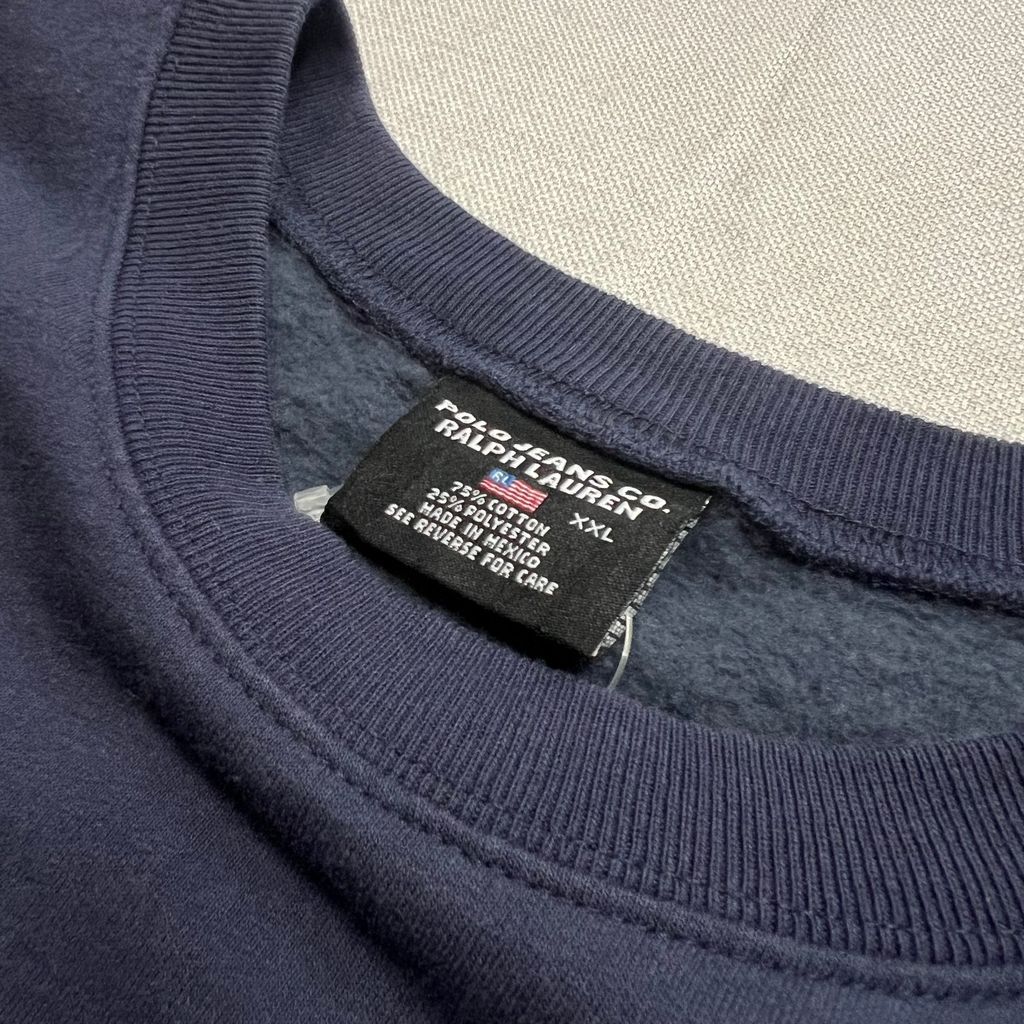 POLO JEANS CO.
RALPH LAUREN
RL
XXL
75% COTTON
25% POLYESTER
MADE IN MEXICO
SEE REVERSE FOR CARE